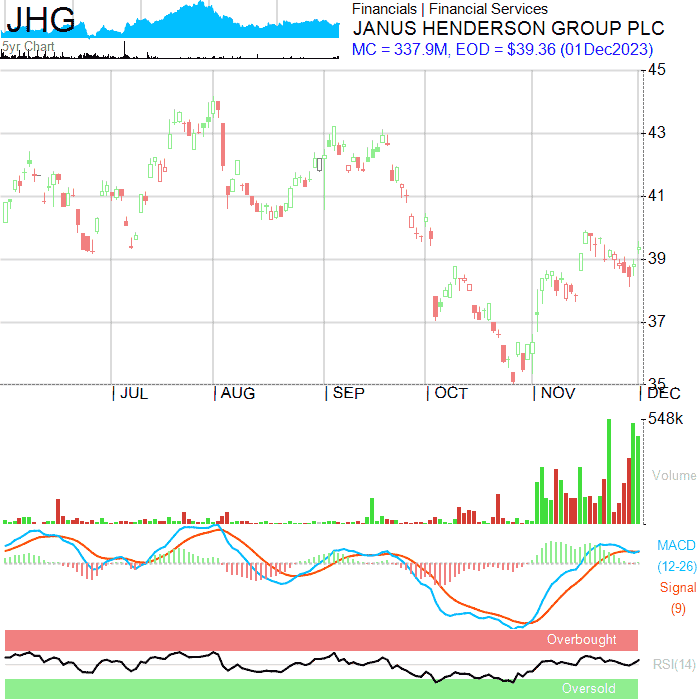 JHG
5yr Chart
Financials | Financial Services
JANUS HENDERSON GROUP PLC
MC = 337.9M, EOD = $39.36 (01Dec2023)
45
43
41
39
37
35
JUL
AUG
SEP
OCT
NOV
DEC
548k
Volume
MACD
(12-26)
Signal
(9)
Overbought
RSI(14)
Oversold